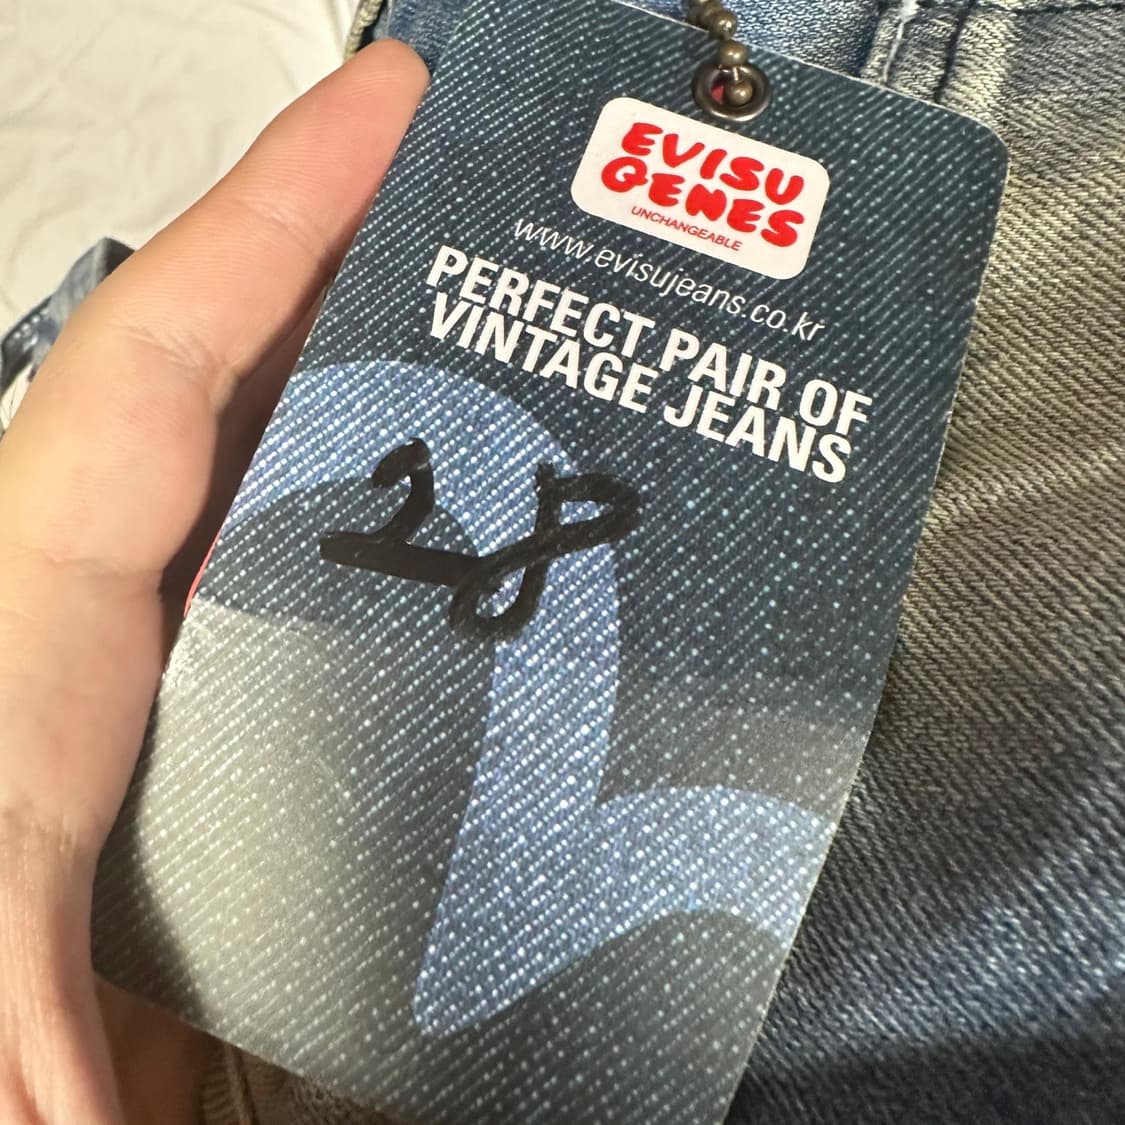 EVISU
GENES
UNCHANGEABLE
www.evisujeans.co.kr
PERFECT PAIR OF
VINTAGE JEANS
28